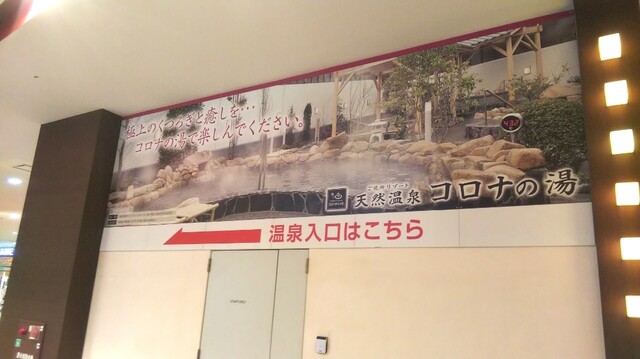 極上のくつろぎと癒しを…
コロナの湯で楽しんでください。
天然温泉 コロナの湯
温泉入口はこちら